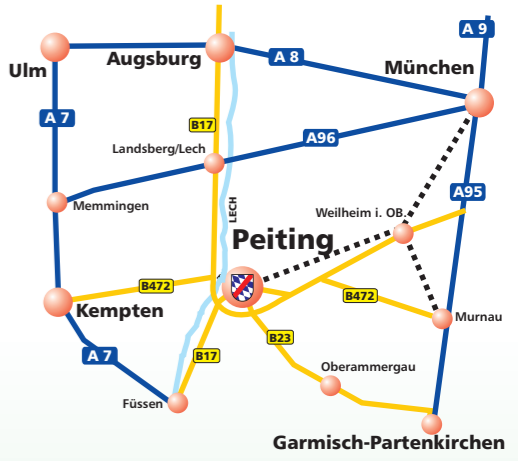 A 9
Augsburg
A 8
Ulm
München
A 7
B17
A96
Landsberg/Lech
A95
Memmingen
LECH
Weilheim i. OB.
Peiting
B472
B472
Kempten
Murnau
B23
A 7
B17
Oberammergau
Füssen
Garmisch-Partenkirchen